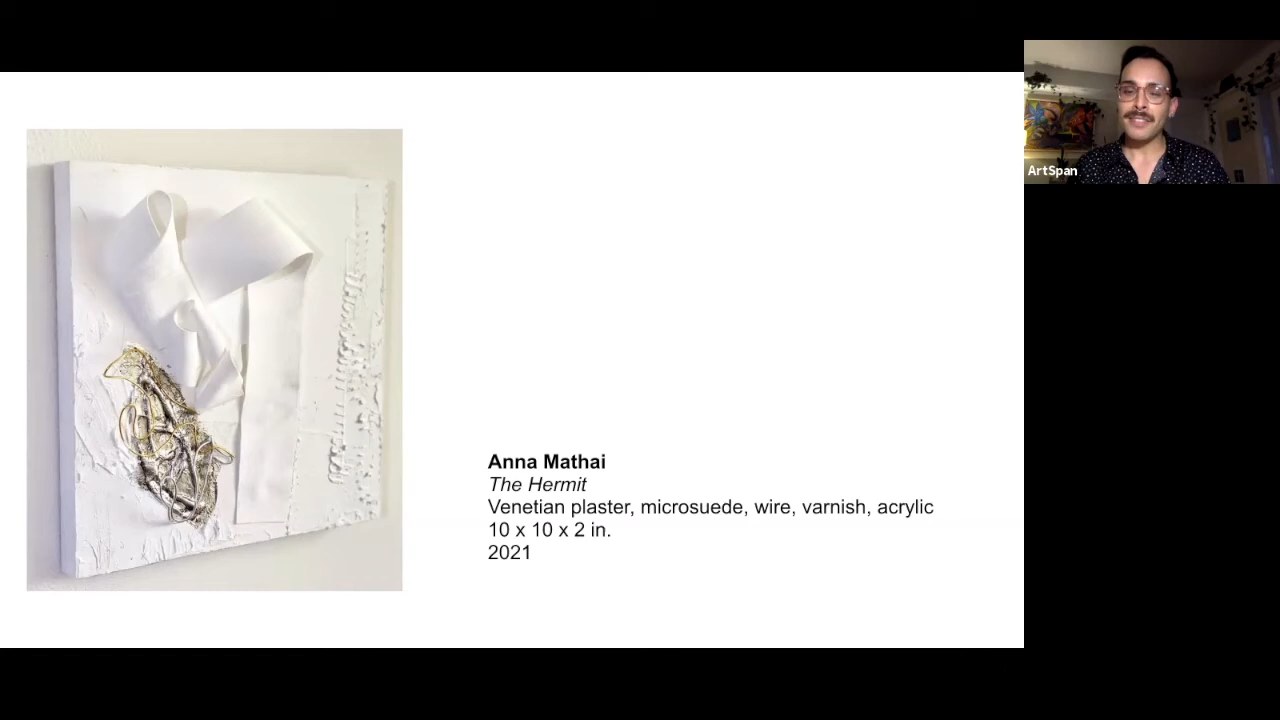 ArtSpan
Anna Mathai
The Hermit
Venetian plaster, microsuede, wire, varnish, acrylic
10 x 10 x 2 in.
2021